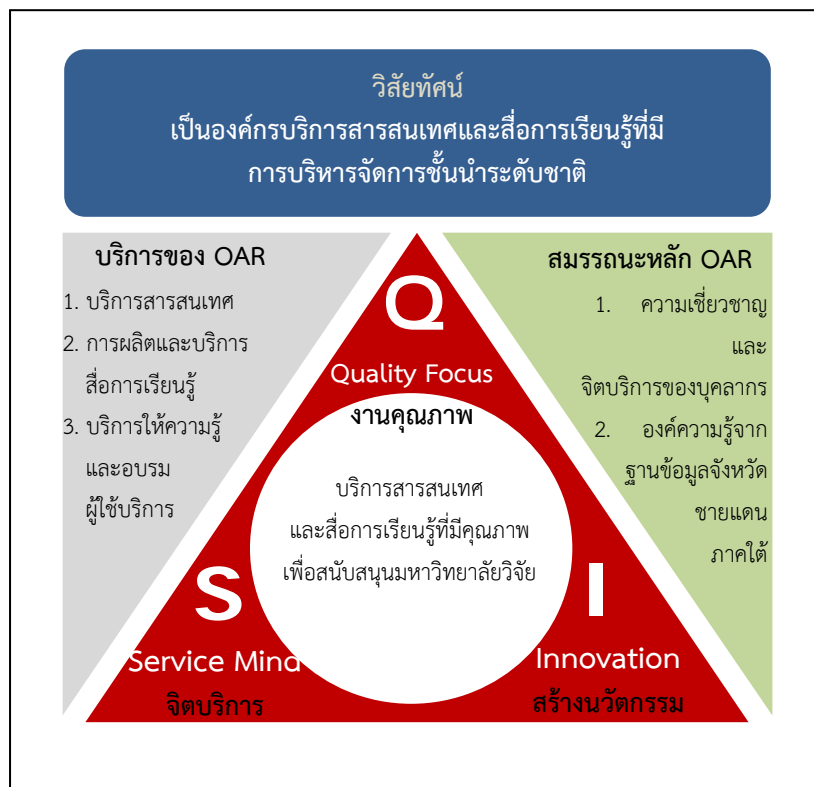 วิสัยทัศน์
เป็นองค์กรบริการสารสนเทศและสื่อการเรียนรู้ที่มี
การบริหารจัดการชั้นนำระดับชาติ
บริการของ OAR
1. บริการสารสนเทศ
2. การผลิตและบริการ
สื่อการเรียนรู้
3. บริการให้ความรู้
และอบรม
ผู้ใช้บริการ
Q
Quality Focus
งานคุณภาพ
บริการสารสนเทศ
และสื่อการเรียนรู้ที่มีคุณภาพ
เพื่อสนับสนุนมหาวิทยาลัยวิจัย
S
Service Mind
จิตบริการ
I
Innovation
สร้างนวัตกรรม
สมรรถนะหลัก OAR
1. ความเชี่ยวชาญ
และ
จิตบริการของบุคลากร
2. องค์ความรู้จาก
ฐานข้อมูลจังหวัด
ชายแดน
ภาคใต้